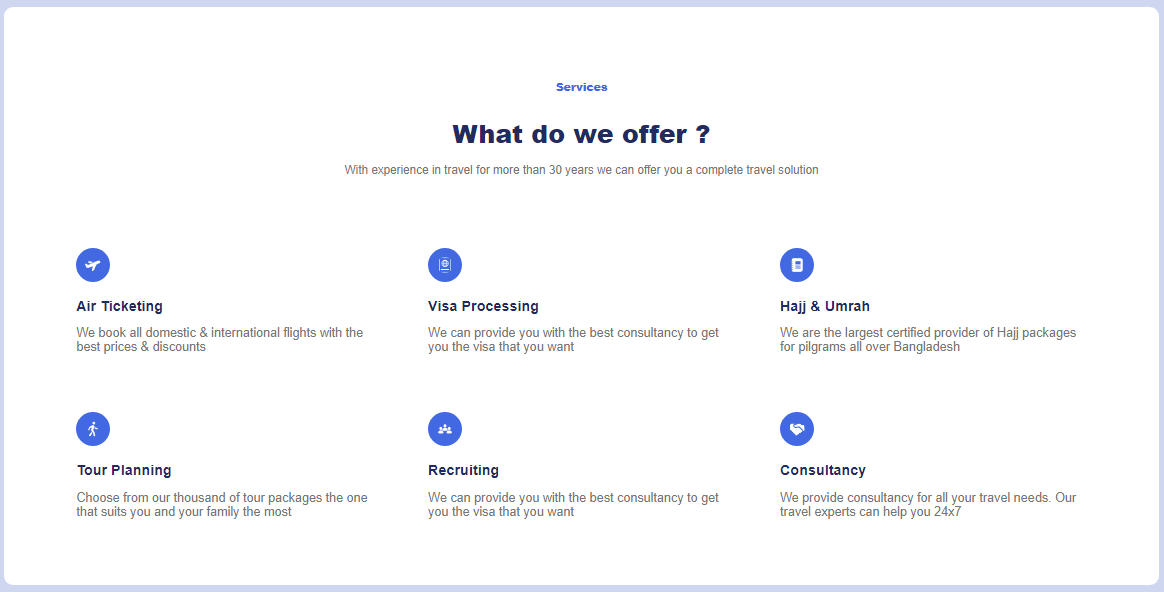 Services
What do we offer ?
With experience in travel for more than 30 years we can offer you a complete travel solution
Air Ticketing
We book all domestic & international flights with the
best prices & discounts
Visa Processing
We can provide you with the best consultancy to get
you the visa that you want
Hajj & Umrah
We are the largest certified provider of Hajj packages
for pilgrams all over Bangladesh
Tour Planning
Choose from our thousand of tour packages the one
that suits you and your family the most
Recruiting
We can provide you with the best consultancy to get
you the visa that you want
Consultancy
We provide consultancy for all your travel needs. Our
travel experts can help you 24x7